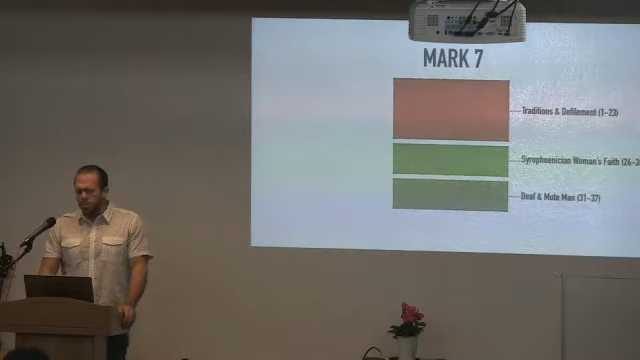 MARK 7
Traditions & Defilement (1-23)
Syrophoenician Woman's Faith (24-3
Deaf & Mute Man (31-37)